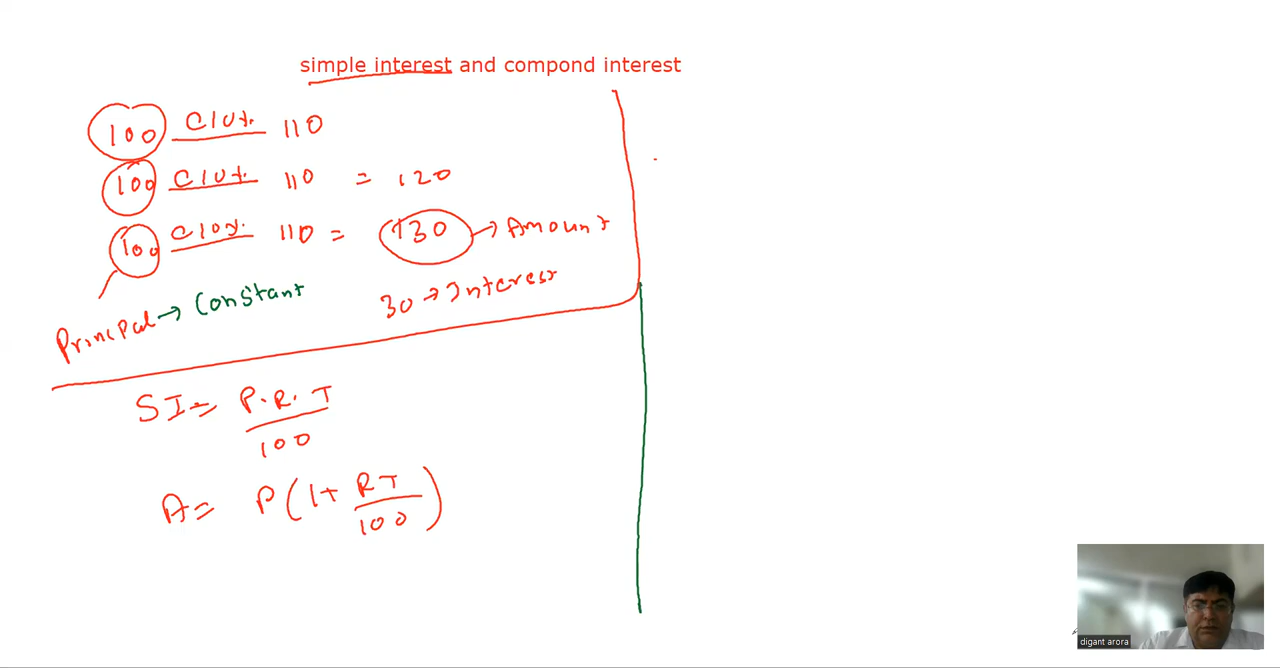 simple interest and compond interest
100 @10%. 110
100 @10%. 110 = 120
100 @10%. 110 = 130 → Amount
Principal → Constant
30 → Interest
SI = P.R.T
100
A = P(1+ RT
100)
digant arora